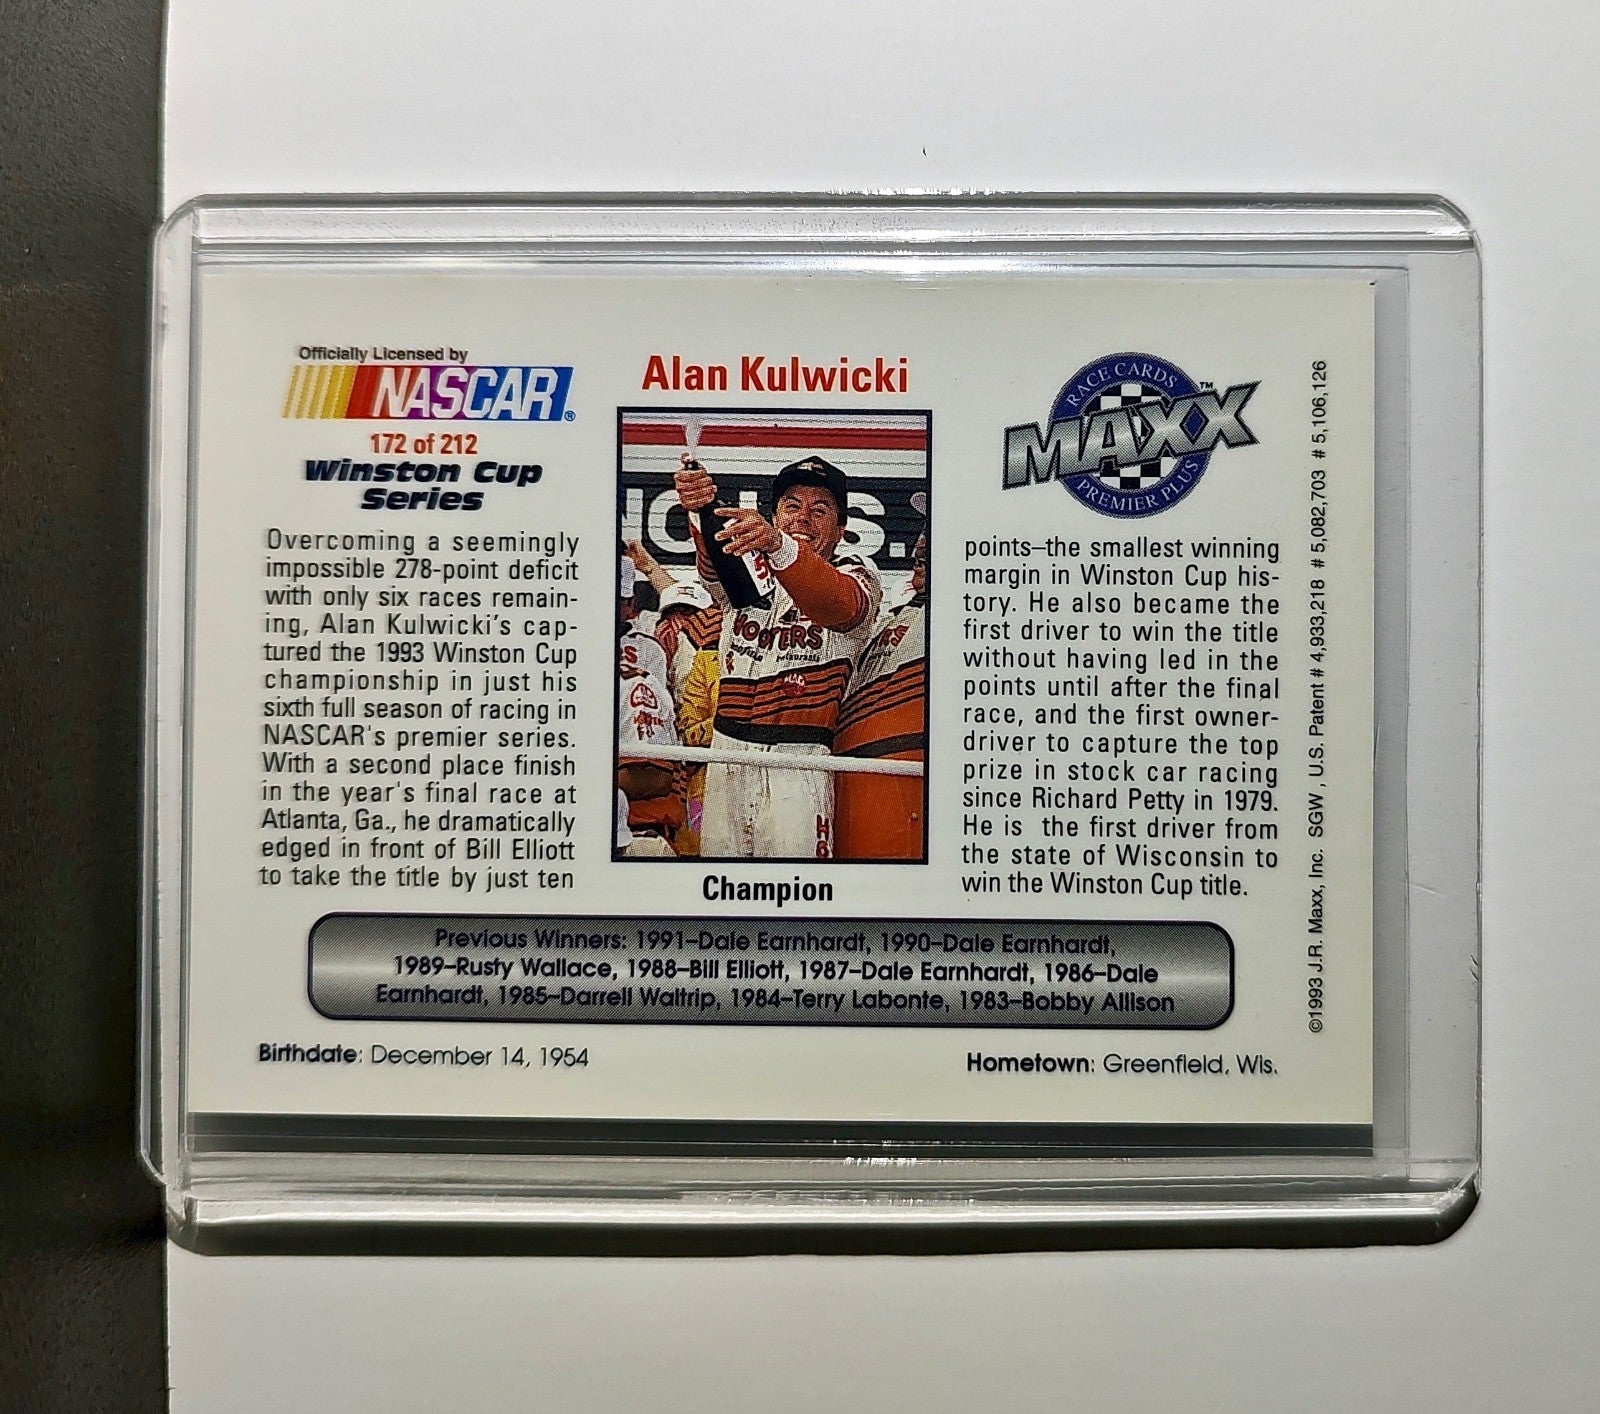 Officially Licensed by
NASCAR®
172 of 212
Winston Cup
Series
Overcoming a seemingly
impossible 278-point deficit
with only six races remain-
ing, Alan Kulwicki's cap-
tured the 1993 Winston Cup
championship in just his
sixth full season of racing in
NASCAR's premier series.
With a second place finish
in the year's final race at
Atlanta, Ga., he dramatically
edged in front of Bill Elliott
to take the title by just ten
Alan Kulwicki
HOOTERS
Champion
RACE CARDS
MAXX™
PREMIER PLUS
points–the smallest winning
margin in Winston Cup his-
tory. He also became the
first driver to win the title
without having led in the
points until after the final
race, and the first owner-
driver to capture the top
prize in stock car racing
since Richard Petty in 1979.
He is the first driver from
the state of Wisconsin to
win the Winston Cup title.
Previous Winners: 1991–Dale Earnhardt, 1990–Dale Earnhardt,
1989–Rusty Wallace, 1988–Bill Elliott, 1987–Dale Earnhardt, 1986–Dale
Earnhardt, 1985–Darrell Waltrip, 1984–Terry Labonte, 1983–Bobby Allison
Birthdate: December 14, 1954
Hometown: Greenfield, Wis.
©1993 J.R. Maxx, Inc. SGW , U.S. Patent # 4,933,218 # 5,082,703 # 5,106,126